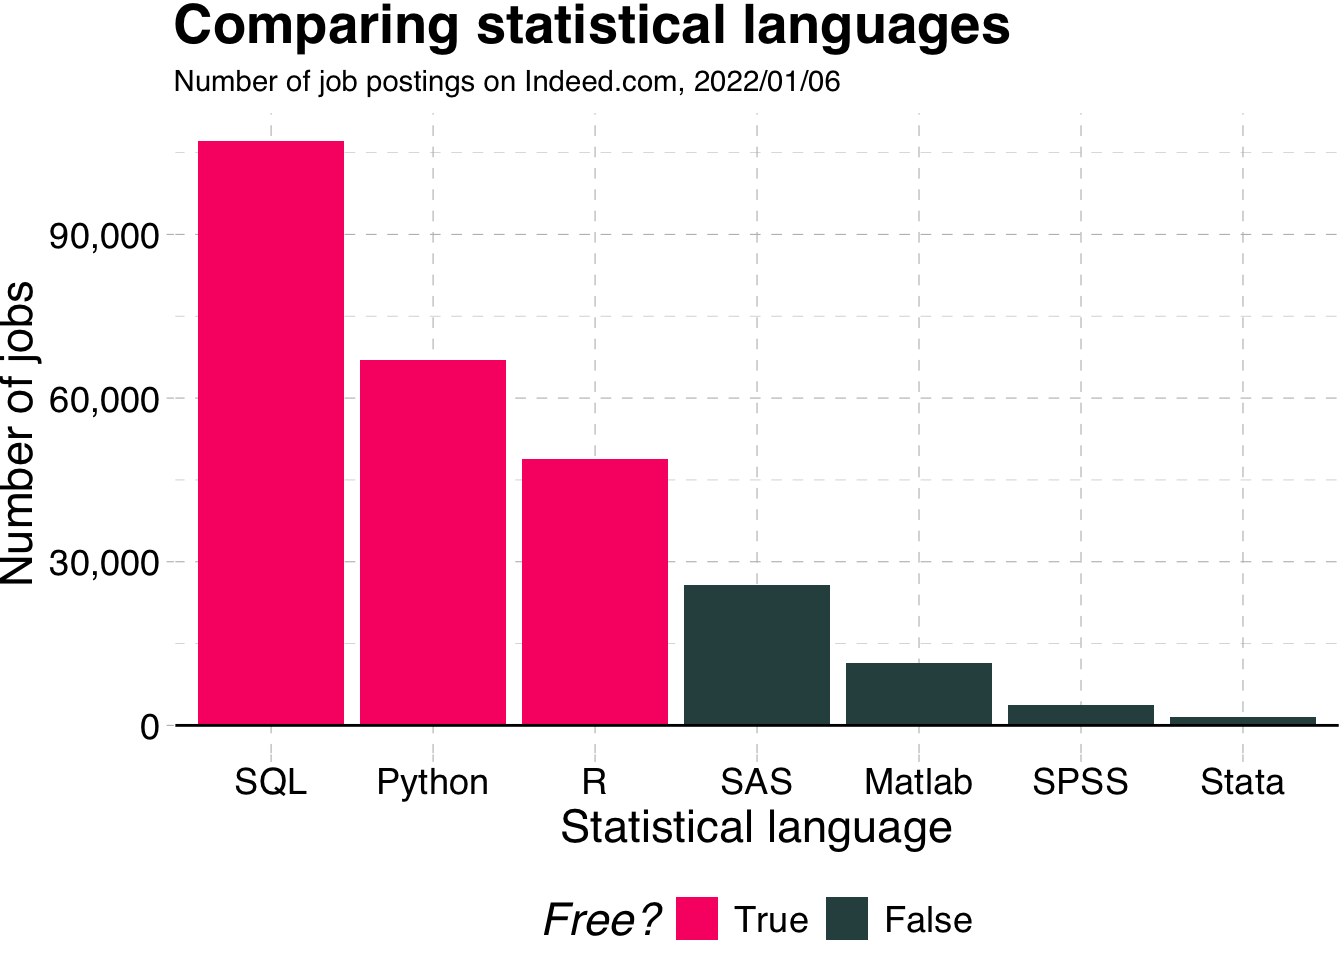 Comparing statistical languages
Number of job postings on Indeed.com, 2022/01/06
Number of jobs
90,000
60,000
30,000
0
SQL Python R SAS Matlab SPSS Stata
Statistical language
Free? True False